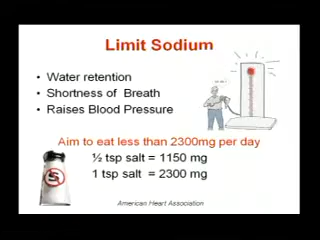 Limit Sodium
• Water retention
• Shortness of Breath
• Raises Blood Pressure
Aim to eat less than 2300mg per day
½ tsp salt = 1150 mg
1 tsp salt = 2300 mg
American Heart Association